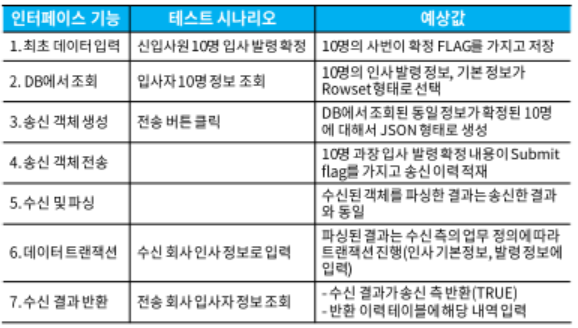 인터페이스 기능 테스트 시나리오 예상값
1. 최초 데이터 입력 신입사원 10명 입사 발령 확정 10명의 사번이 확정 FLAG를 가지고 저장
2. DB에서 조회 입사자 10명 정보 조회 10명의 인사 발령 정보, 기본 정보가
Rowset 형태로 선택
3. 송신 객체 생성 전송 버튼 클릭 DB에서 조회된 동일 정보가 확정된 10명
에 대해서 JSON 형태로 생성
4. 송신 객체 전송 10명 과장 입사 발령 확정 내용이 Submit
flag를 가지고 송신 이력 적재
5. 수신 및 파싱 수신된 객체를 파싱한 결과는 송신한 결과
와 동일
6. 데이터 트랜잭션 수신 회사 인사 정보로 입력 파싱된 결과는 수신 측의 업무 정의에 따라
트랜잭션 진행(인사 기본정보, 발령 정보에
입력)
7. 수신 결과 반환 전송 회사 입사자 정보 조회 - 수신 결과가 송신 측 반환(TRUE)
- 반환 이력 테이블에 해당 내역 입력